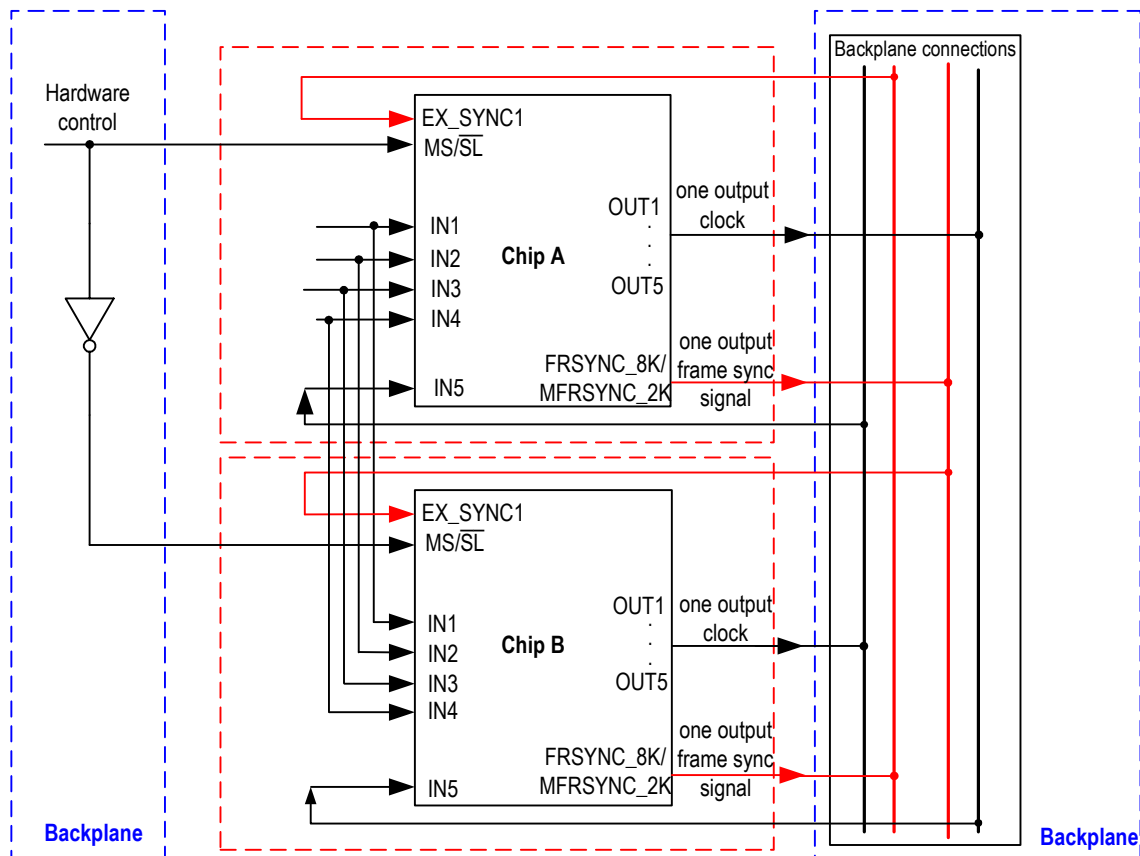 Backplane connections
Hardware
control
EX_SYNC1
MS/SL
IN1
IN2
IN3
IN4
IN5
Chip A
OUT1
.
.
.
OUT5
FRSYNC_8K/
MFRSYNC_2K
one output
clock
one output
frame sync
signal
EX_SYNC1
MS/SL
IN1
IN2
IN3
IN4
IN5
Chip B
OUT1
.
.
.
OUT5
FRSYNC_8K/
MFRSYNC_2K
one output
clock
one output
frame sync
signal
Backplane
Backplane